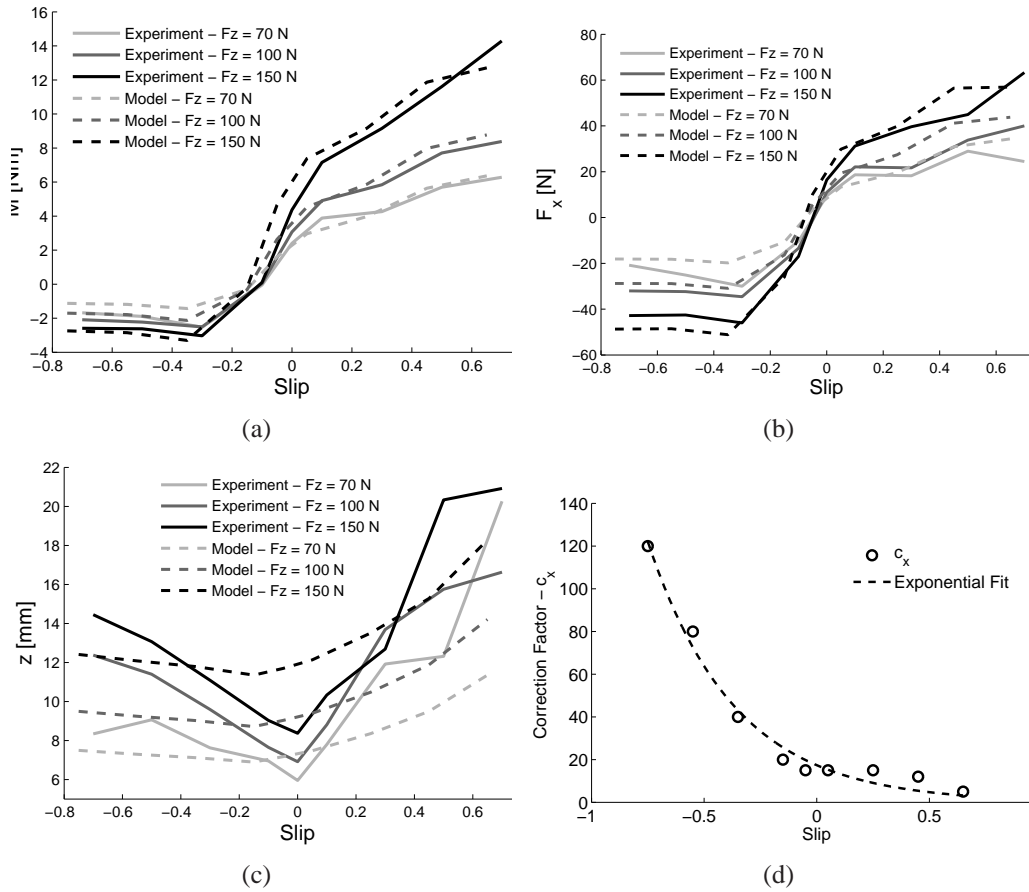 16
14
12
10
8
6
4
2
0
−2
−4
M [Nm]
Experiment − Fz = 70 N
Experiment − Fz = 100 N
Experiment − Fz = 150 N
Model − Fz = 70 N
Model − Fz = 100 N
Model − Fz = 150 N
−0.8 −0.6 −0.4 −0.2 0 0.2 0.4 0.6
Slip
(a)
80
60
40
20
0
−20
−40
−60
F_x [N]
Experiment − Fz = 70 N
Experiment − Fz = 100 N
Experiment − Fz = 150 N
Model − Fz = 70 N
Model − Fz = 100 N
Model − Fz = 150 N
−0.8 −0.6 −0.4 −0.2 0 0.2 0.4 0.6
Slip
(b)
22
20
18
16
14
12
10
8
6
z [mm]
Experiment − Fz = 70 N
Experiment − Fz = 100 N
Experiment − Fz = 150 N
Model − Fz = 70 N
Model − Fz = 100 N
Model − Fz = 150 N
−0.8 −0.6 −0.4 −0.2 0 0.2 0.4 0.6
Slip
(c)
140
120
100
80
60
40
20
0
Correction Factor − c_x
c_x
Exponential Fit
−1 −0.5 0 0.5
Slip
(d)